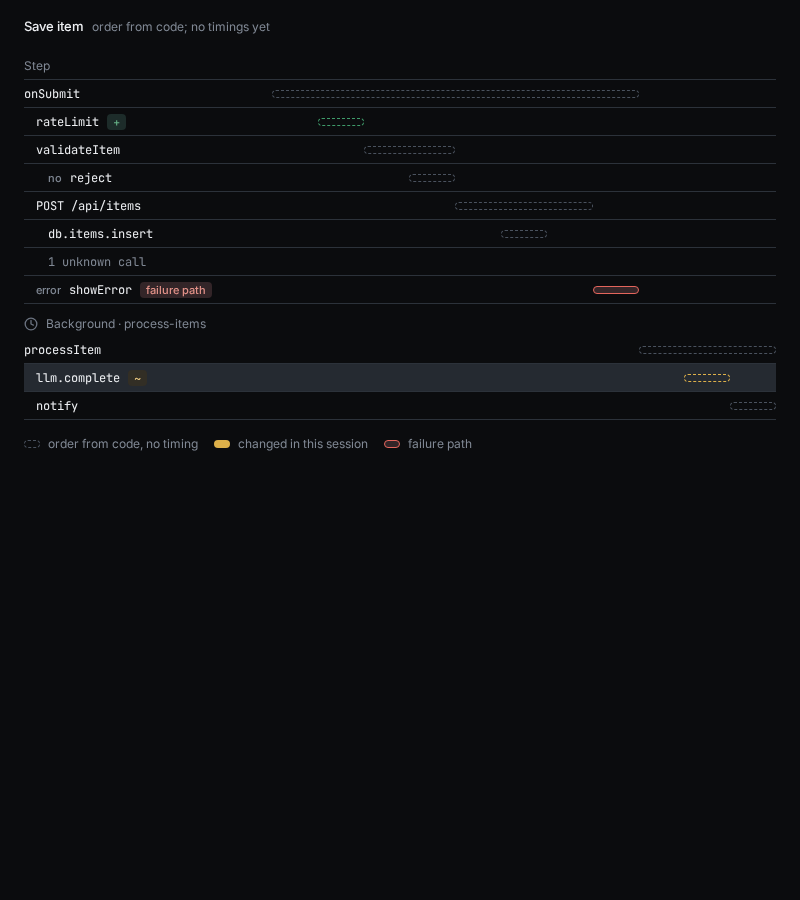 Save item order from code; no timings yet
Step
onSubmit
rateLimit +
validateItem
no reject
POST /api/items
db.items.insert
1 unknown call
error showError failure path
Background · process-items
processItem
llm.complete ~
notify
order from code, no timing changed in this session failure path